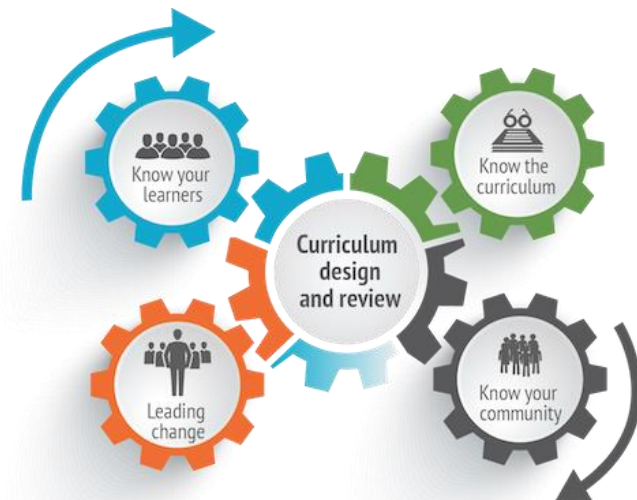 Know your
learners
Know the
curriculum
Curriculum
design
and review
Leading
change
Know your
community